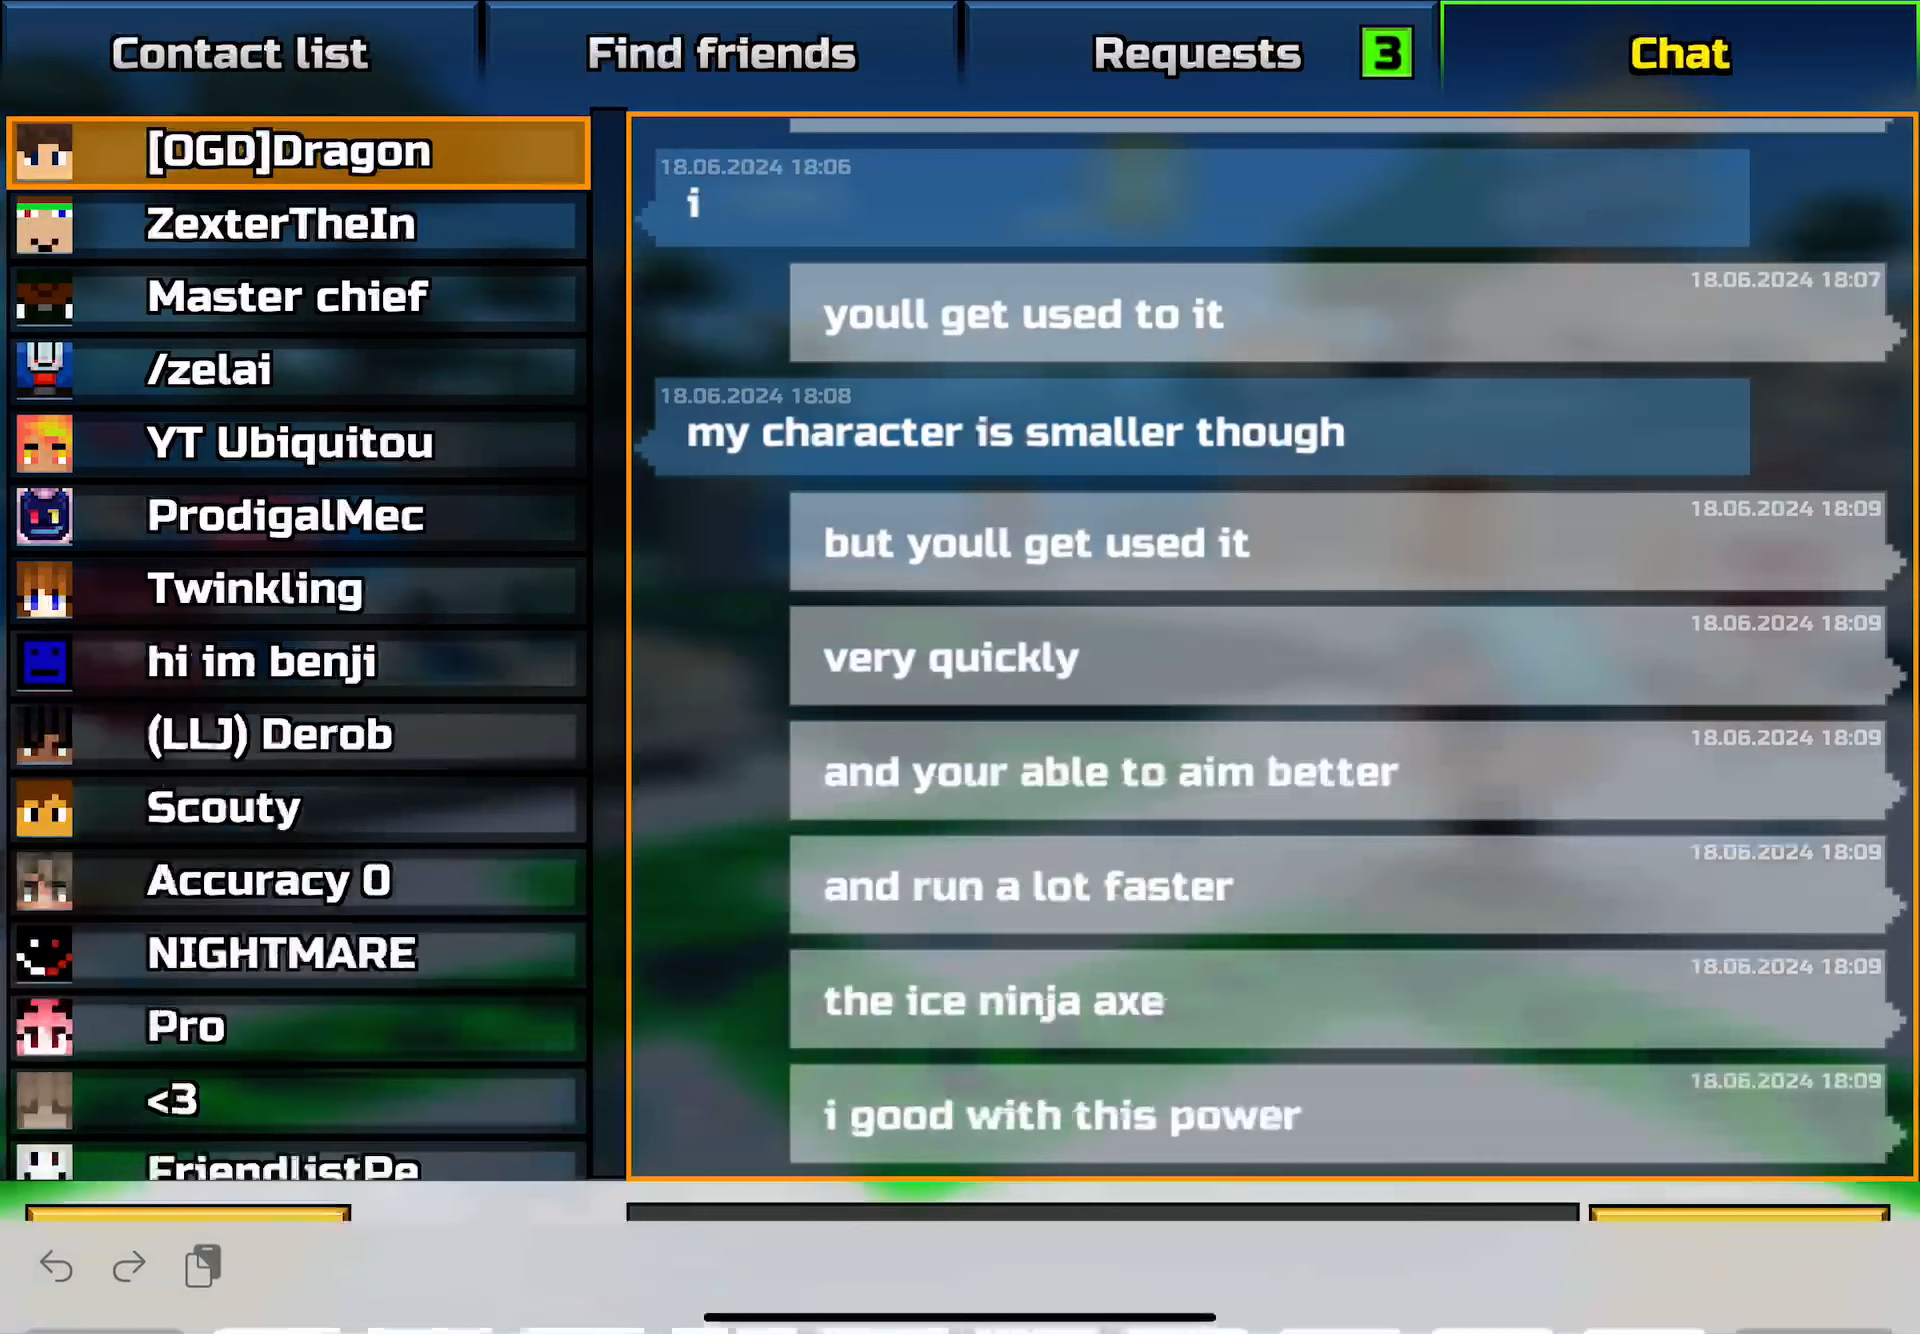 Contact list
Find friends
Requests
3
Chat
[OGD]Dragon
ZexterTheIn
Master chief
/zelai
YT Ubiquitou
ProdigalMec
Twinkling
hi im benji
(LLJ) Derob
Scouty
Accuracy 0
NIGHTMARE
Pro
<3
FriendlistPe
18.06.2024 18:06
i
18.06.2024 18:07
youll get used to it
18.06.2024 18:08
my character is smaller though
18.06.2024 18:09
but youll get used it
18.06.2024 18:09
very quickly
18.06.2024 18:09
and your able to aim better
18.06.2024 18:09
and run a lot faster
18.06.2024 18:09
the ice ninja axe
18.06.2024 18:09
i good with this power